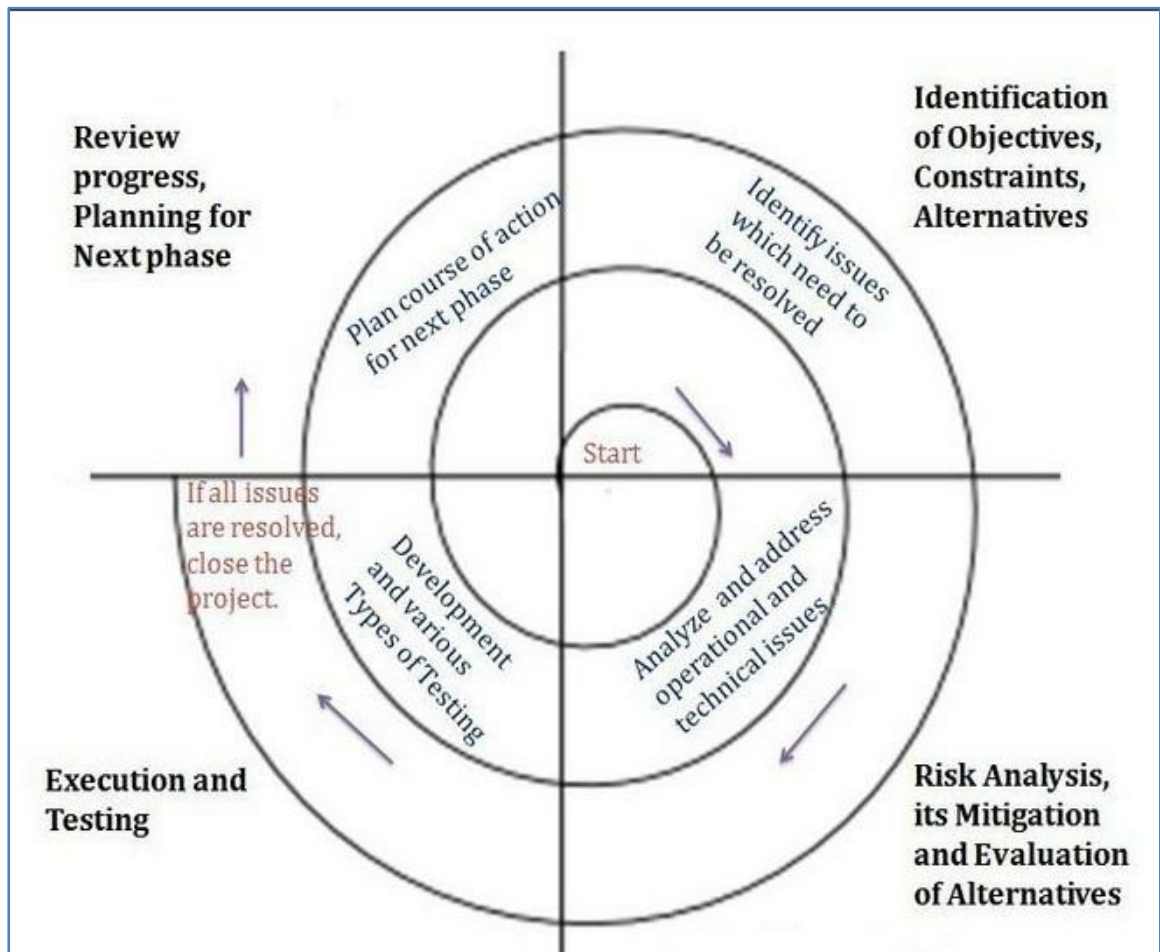 Review
progress,
Planning for
Next phase
Identification
of Objectives,
Constraints,
Alternatives
Plan course of action
for next phase
Identify issues
which need to
be resolved
Start
If all issues
are resolved,
close the
project.
Development
and various
Types of Testing
Analyze and address
operational and
technical issues
Execution and
Testing
Risk Analysis,
its Mitigation
and Evaluation
of Alternatives